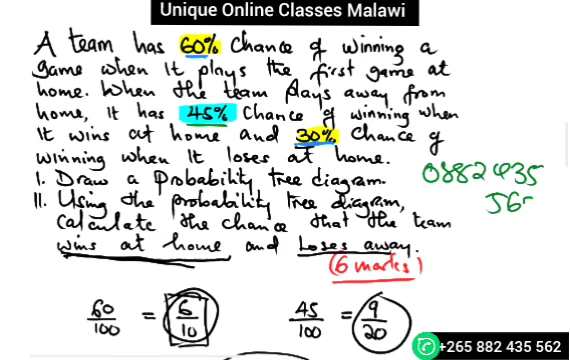 Unique Online Classes Malawi
A team has 60% chance of winning a
game when it plays the first game at
home. When the team plays away from
home, it has 45% chance of winning when
it wins at home and 30% chance of
winning when it loses at home.
I. Draw a probability tree diagram.
II. Using the probability tree diagram,
calculate the chance that the team
wins at home and Loses away.
(6 marks)
0882435
56
60/100 = 6/10
45/100 = 9/20
+265 882 435 562